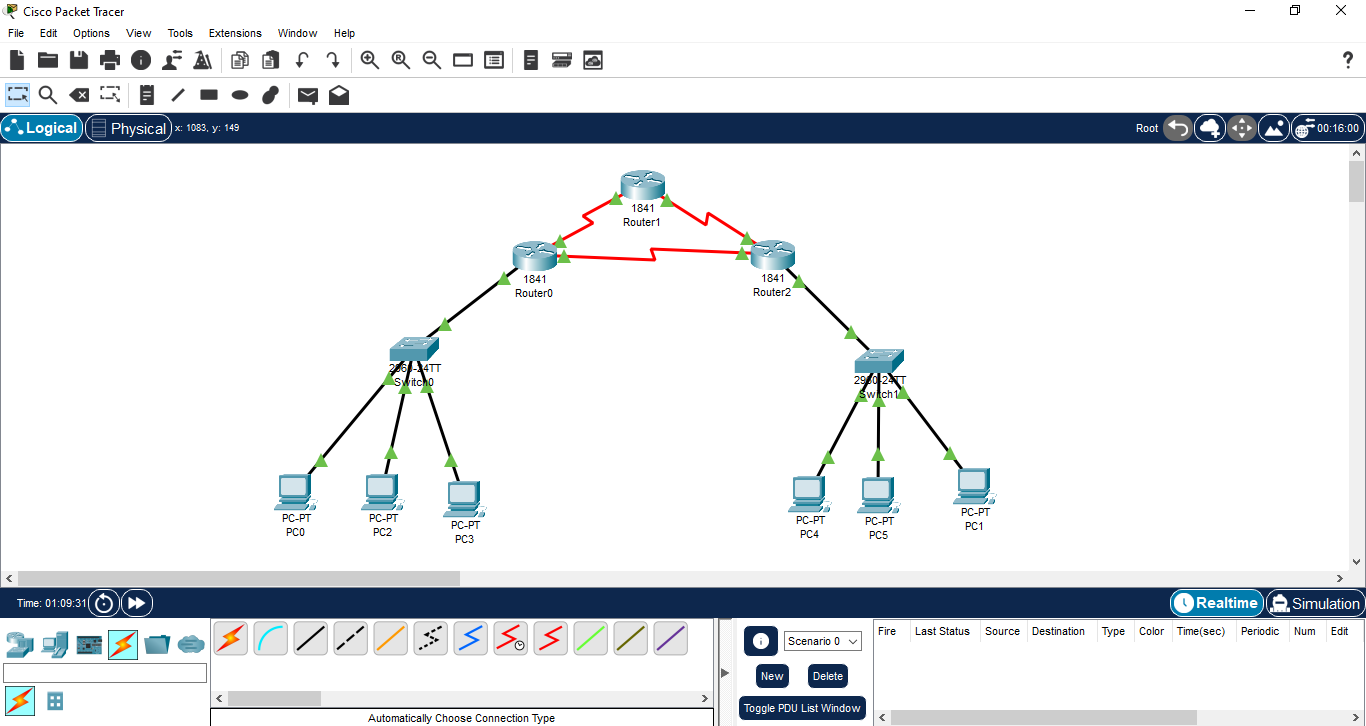 Cisco Packet Tracer
File Edit Options View Tools Extensions Window Help
Logical Physical x: 1083, y: 149 Root 00:16:00
1841
Router1
1841
Router0
1841
Router2
2960-24TT
Switch0
2960-24TT
Switch1
PC-PT
PC0
PC-PT
PC2
PC-PT
PC3
PC-PT
PC4
PC-PT
PC5
PC-PT
PC1
Time: 01:09:31 Realtime Simulation
Scenario 0
New Delete
Toggle PDU List Window
Fire Last Status Source Destination Type Color Time(sec) Periodic Num Edit
Automatically Choose Connection Type